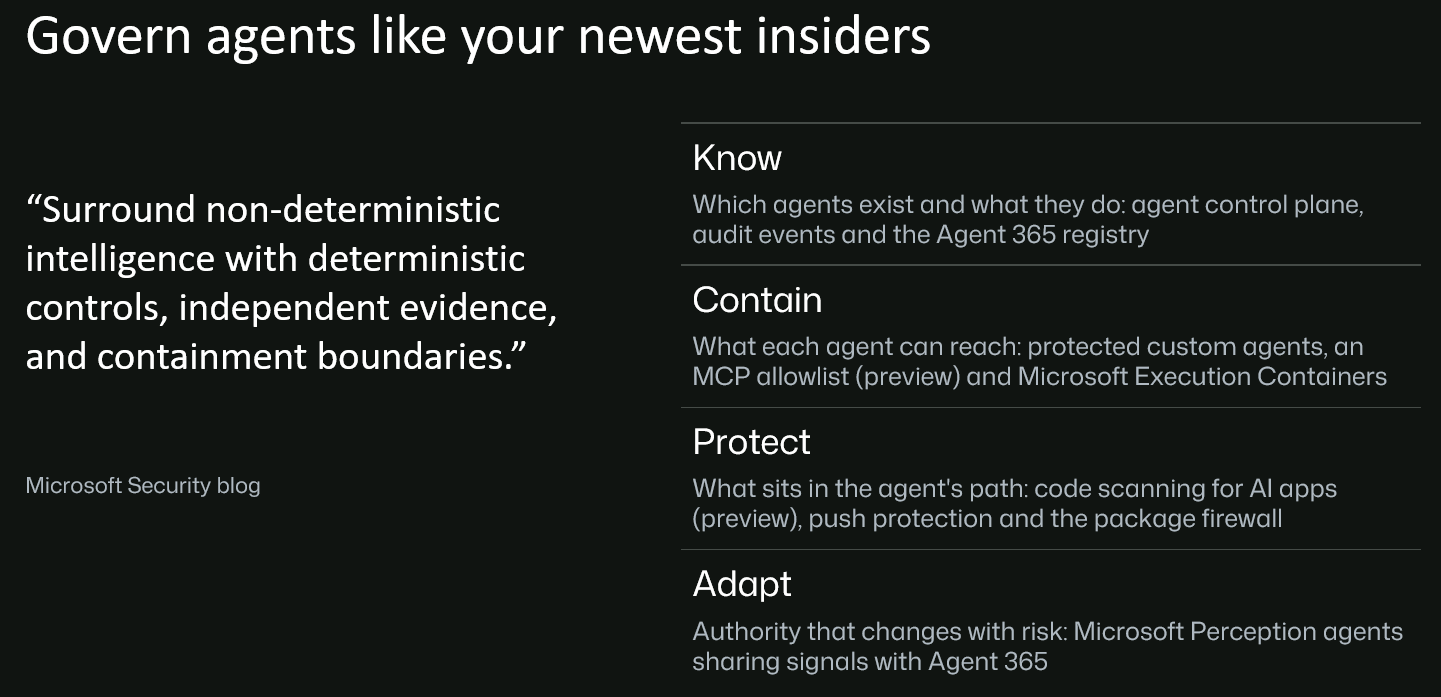 Govern agents like your newest insiders
“Surround non-deterministic
intelligence with deterministic
controls, independent evidence,
and containment boundaries.”
Microsoft Security blog
Know
Which agents exist and what they do: agent control plane,
audit events and the Agent 365 registry
Contain
What each agent can reach: protected custom agents, an
MCP allowlist (preview) and Microsoft Execution Containers
Protect
What sits in the agent's path: code scanning for AI apps
(preview), push protection and the package firewall
Adapt
Authority that changes with risk: Microsoft Perception agents
sharing signals with Agent 365